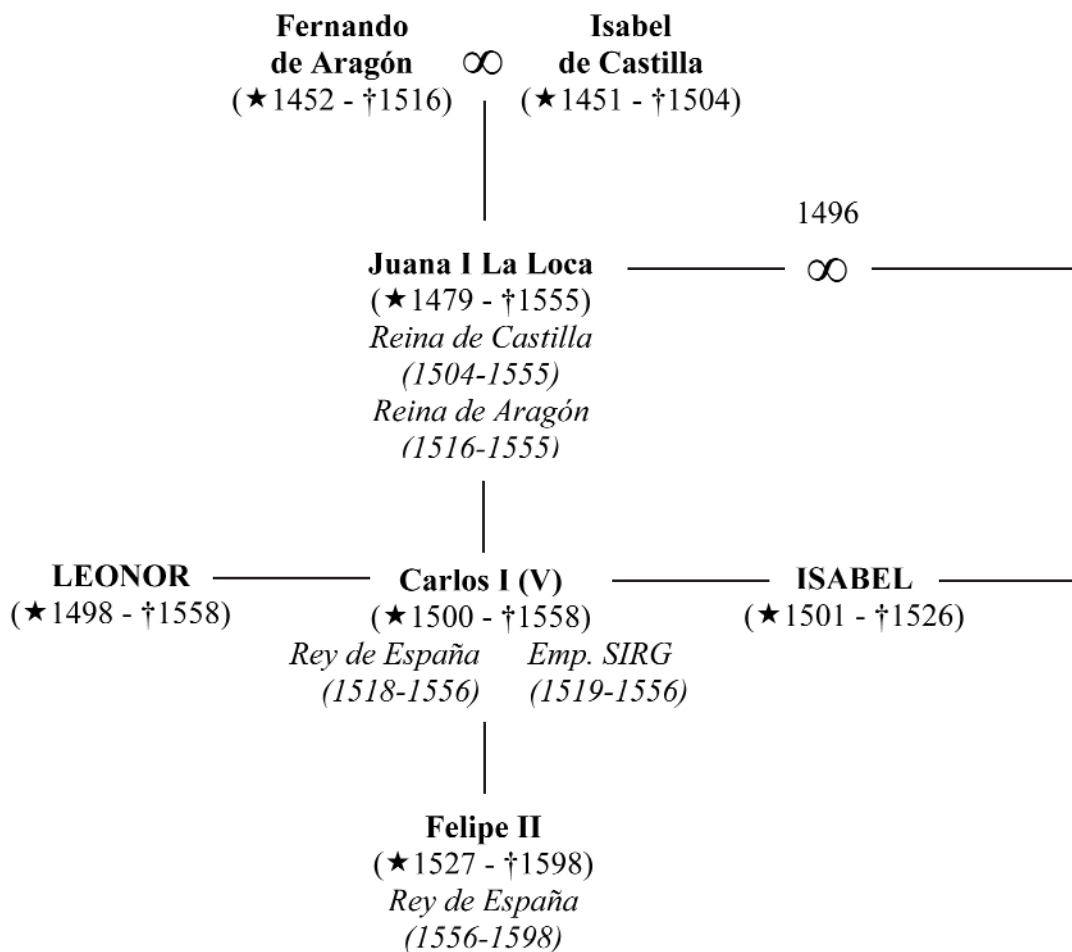 Fernando
de Aragón
(★1452 - †1516)
∞
Isabel
de Castilla
(★1451 - †1504)
1496
∞
Juana I La Loca
(★1479 - †1555)
Reina de Castilla
(1504-1555)
Reina de Aragón
(1516-1555)
LEONOR
(★1498 - †1558)
Carlos I (V)
(★1500 - †1558)
Rey de España
(1518-1556)
Emp. SIRG
(1519-1556)
ISABEL
(★1501 - †1526)
Felipe II
(★1527 - †1598)
Rey de España
(1556-1598)